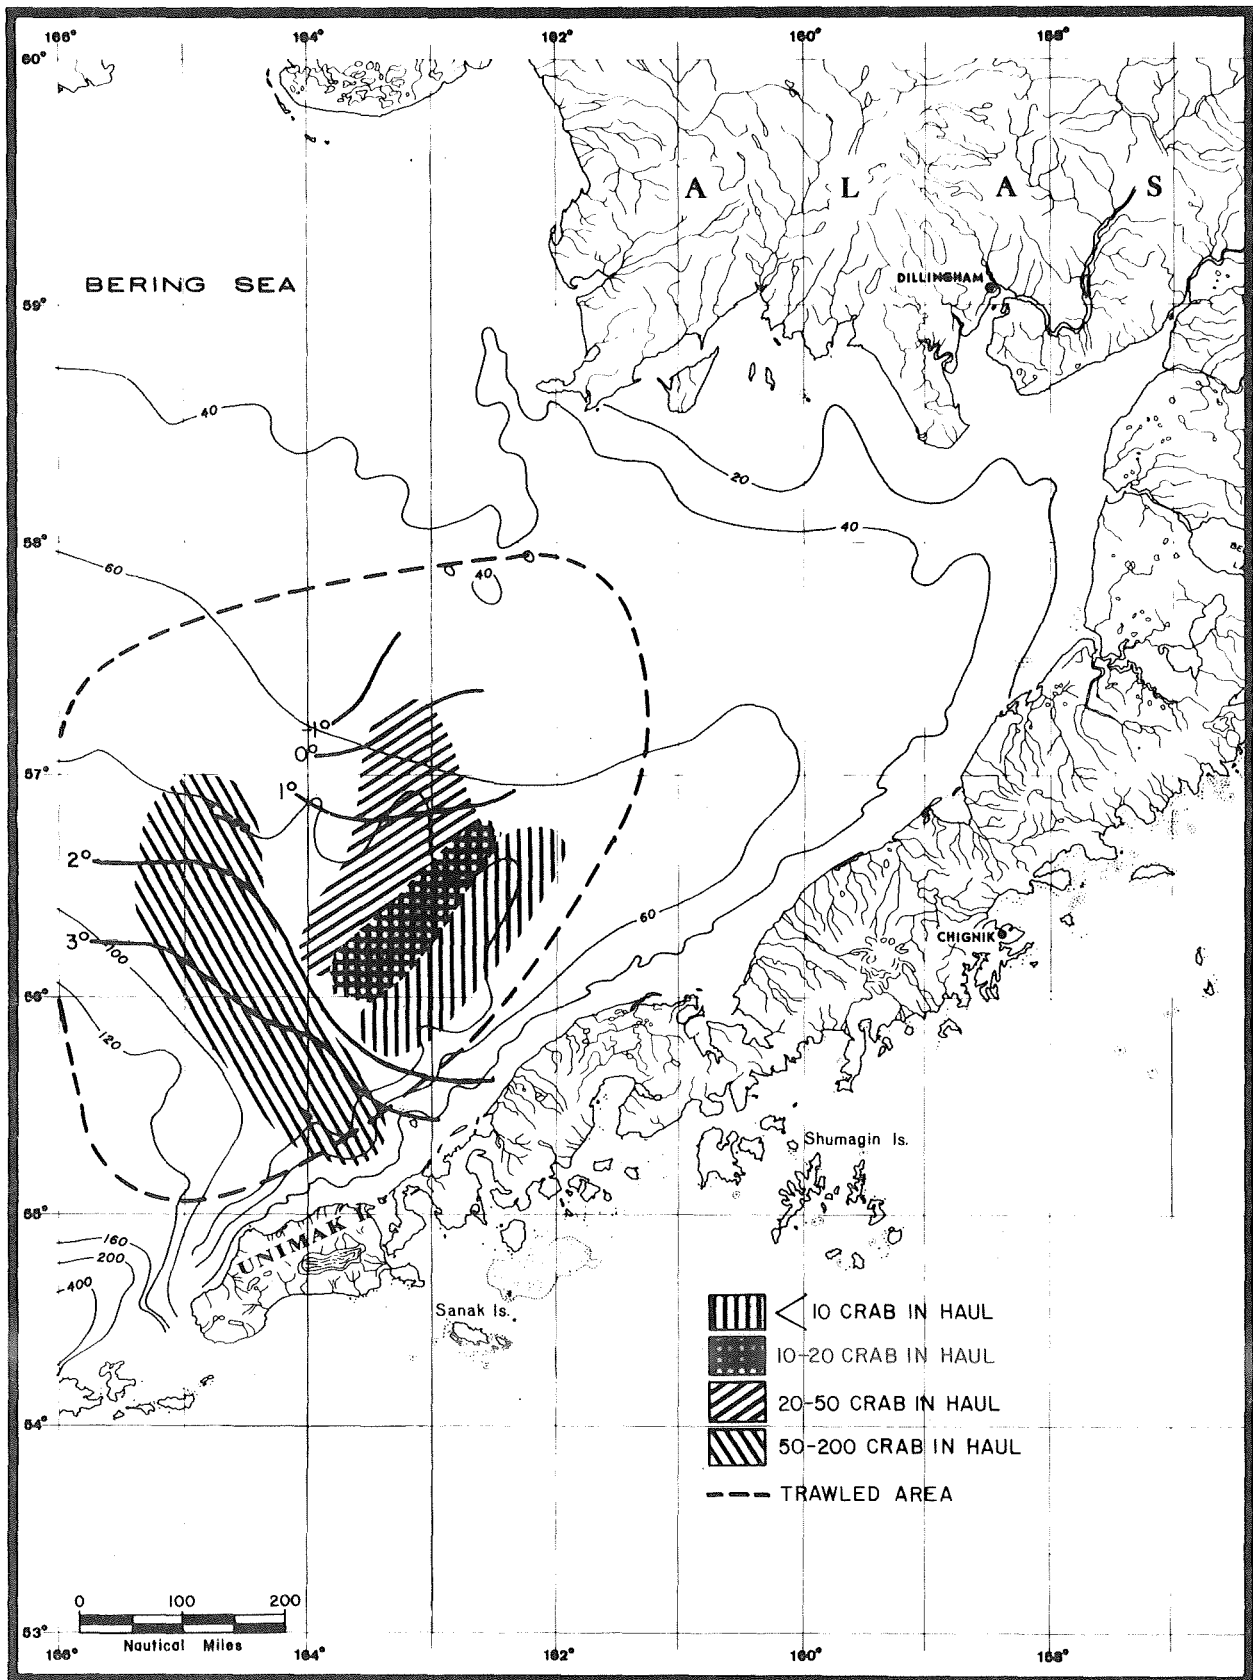 166° 164° 162° 160° 158°
60°
A L A S
DILLINGHAM
BERING SEA
59°
40
20
40
58°
60
40
-1°
0°
57°
1°
2°
60
3°
100
CHIGNIK
56°
120
Shumagin Is.
55°
UNIMAK I.
160
200
400
Sanak Is.
< 10 CRAB IN HAUL
10-20 CRAB IN HAUL
20-50 CRAB IN HAUL
54°
50-200 CRAB IN HAUL
TRAWLED AREA
0 100 200
Nautical Miles
53°
166° 164° 162° 160° 158°